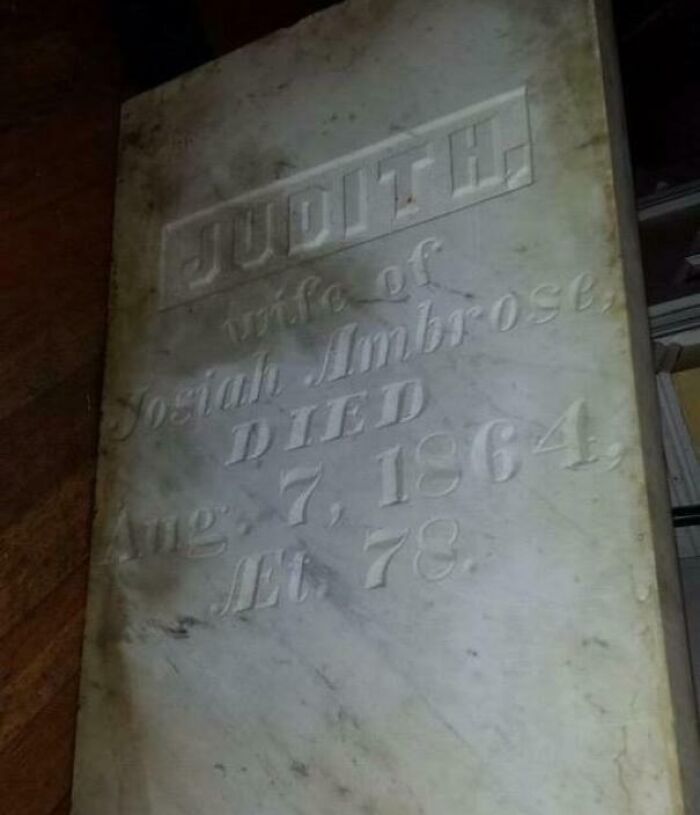 JUDITH,
wife of
Josiah Ambrose,
DIED
Aug. 7, 1864,
Æt. 78.